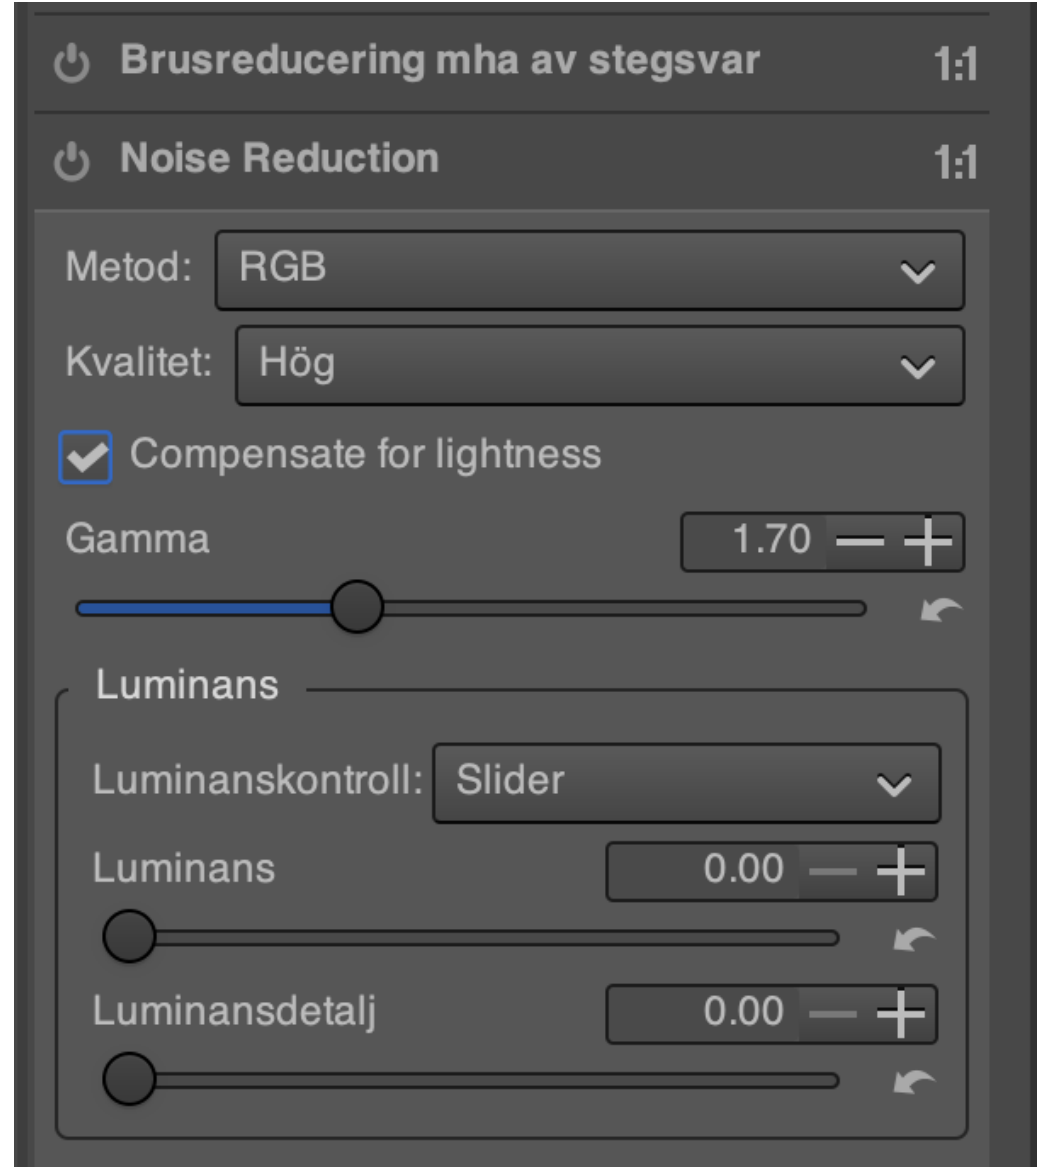 Brusreducering mha av stegsvar 1:1
Noise Reduction 1:1
Metod: RGB
Kvalitet: Hög
Compensate for lightness
Gamma 1.70
Luminans
Luminanskontroll: Slider
Luminans 0.00
Luminansdetalj 0.00